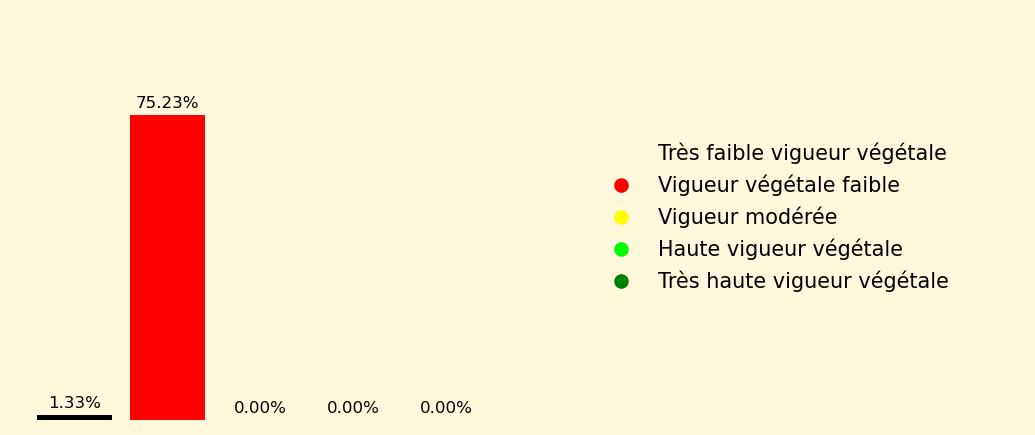 75.23%
1.33%
0.00%
0.00%
0.00%
Très faible vigueur végétale
Vigueur végétale faible
Vigueur modérée
Haute vigueur végétale
Très haute vigueur végétale